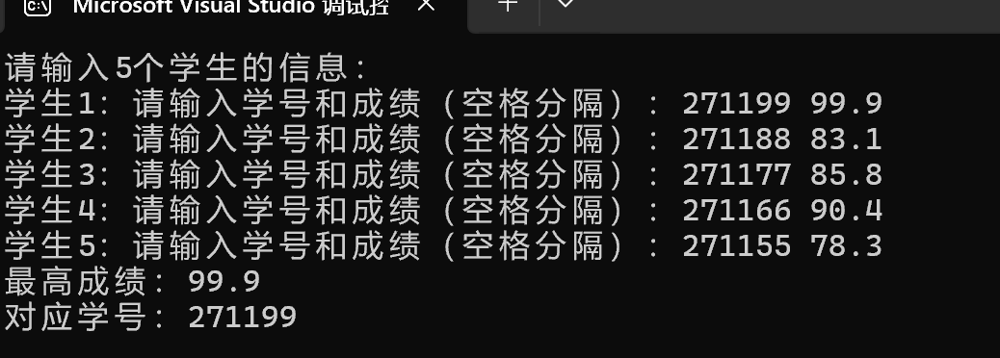 Microsoft Visual Studio 调试控
请输入5个学生的信息:
学生1: 请输入学号和成绩（空格分隔）: 271199 99.9
学生2: 请输入学号和成绩（空格分隔）: 271188 83.1
学生3: 请输入学号和成绩（空格分隔）: 271177 85.8
学生4: 请输入学号和成绩（空格分隔）: 271166 90.4
学生5: 请输入学号和成绩（空格分隔）: 271155 78.3
最高成绩: 99.9
对应学号: 271199